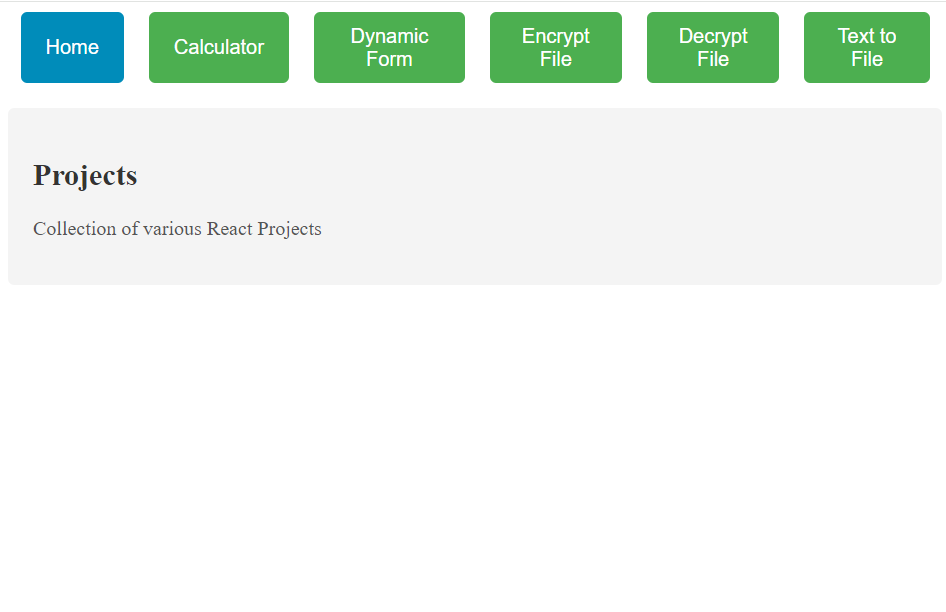 Home
Calculator
Dynamic
Form
Encrypt
File
Decrypt
File
Text to
File
Projects
Collection of various React Projects